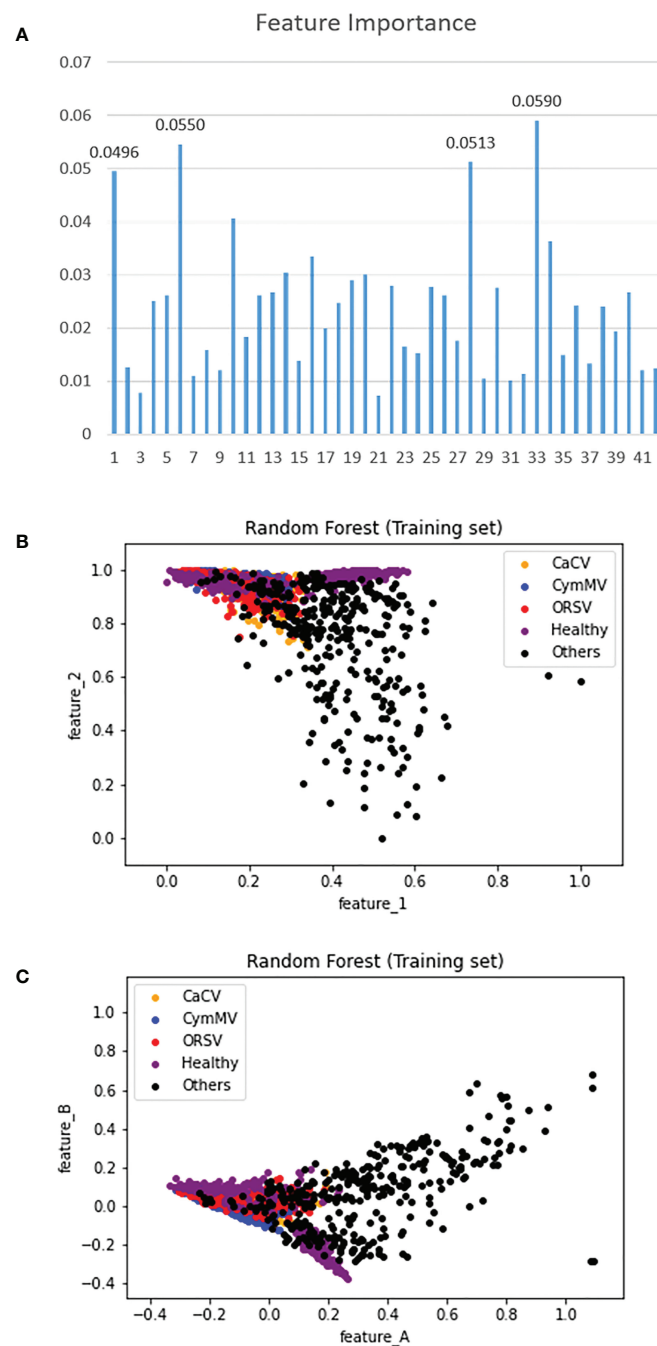 A
Feature Importance
0.07
0.06
0.05
0.04
0.03
0.02
0.01
0
0.0496
0.0550
0.0513
0.0590
1 3 5 7 9 11 13 15 17 19 21 23 25 27 29 31 33 35 37 39 41
B
Random Forest (Training set)
1.0
0.8
0.6
0.4
0.2
0.0
feature_2
CaCV
CymMV
ORSV
Healthy
Others
0.0 0.2 0.4 0.6 0.8 1.0
feature_1
C
Random Forest (Training set)
1.0
0.8
0.6
0.4
0.2
0.0
−0.2
−0.4
feature_B
CaCV
CymMV
ORSV
Healthy
Others
−0.4 −0.2 0.0 0.2 0.4 0.6 0.8 1.0
feature_A